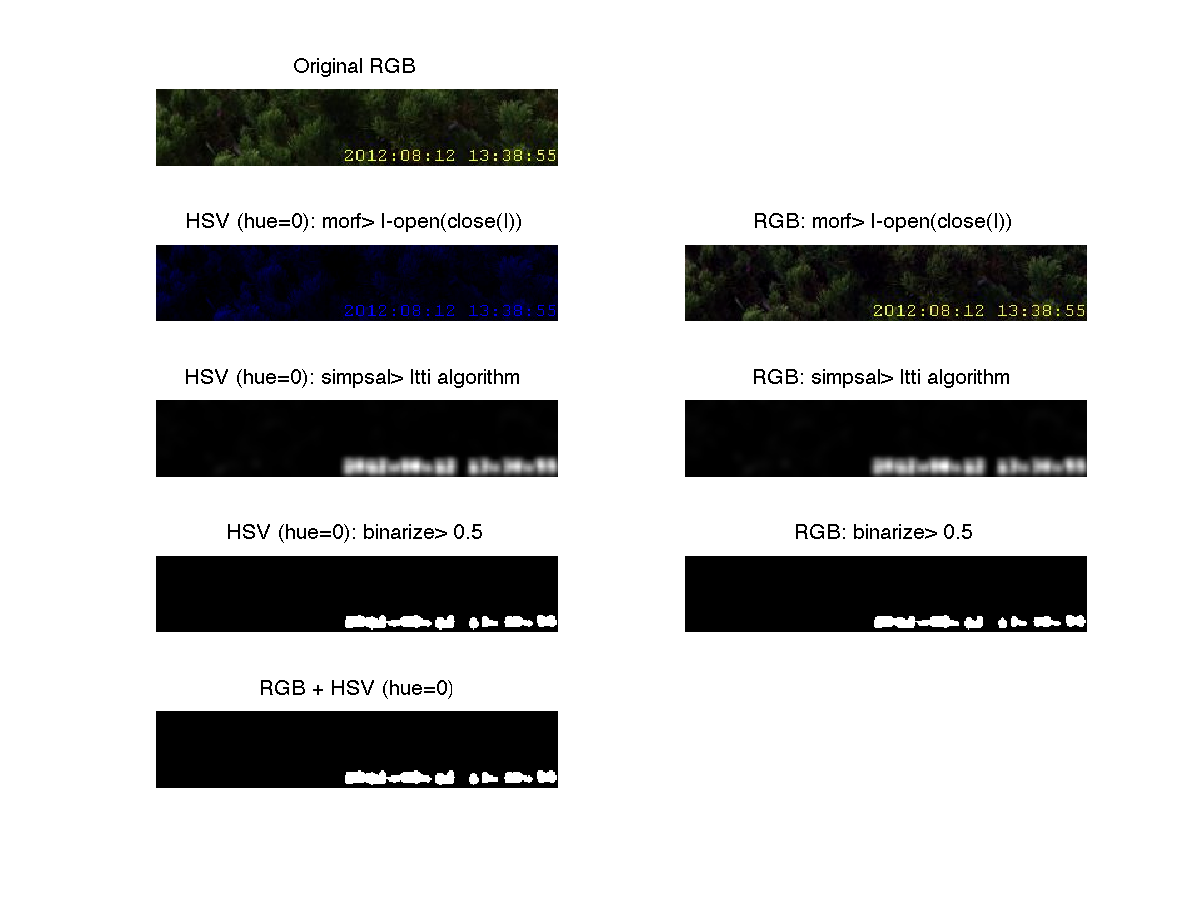 Original RGB
2012:08:12 13:38:55
HSV (hue=0): morf> I-open(close(I))
RGB: morf> I-open(close(I))
2012:08:12 13:38:55
2012:08:12 13:38:55
HSV (hue=0): simpsal> Itti algorithm
RGB: simpsal> Itti algorithm
HSV (hue=0): binarize> 0.5
RGB: binarize> 0.5
RGB + HSV (hue=0)